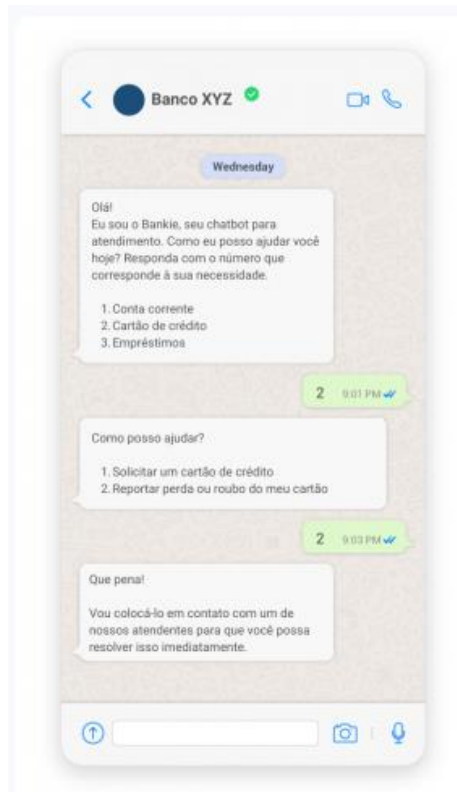 Banco XYZ
Wednesday
Olá!
Eu sou o Bankie, seu chatbot para
atendimento. Como eu posso ajudar você
hoje? Responda com o número que
corresponde à sua necessidade.
1. Conta corrente
2. Cartão de crédito
3. Empréstimos
2 9:01 PM
Como posso ajudar?
1. Solicitar um cartão de crédito
2. Reportar perda ou roubo do meu cartão
2 9:03 PM
Que pena!
Vou colocá-lo em contato com um de
nossos atendentes para que você possa
resolver isso imediatamente.